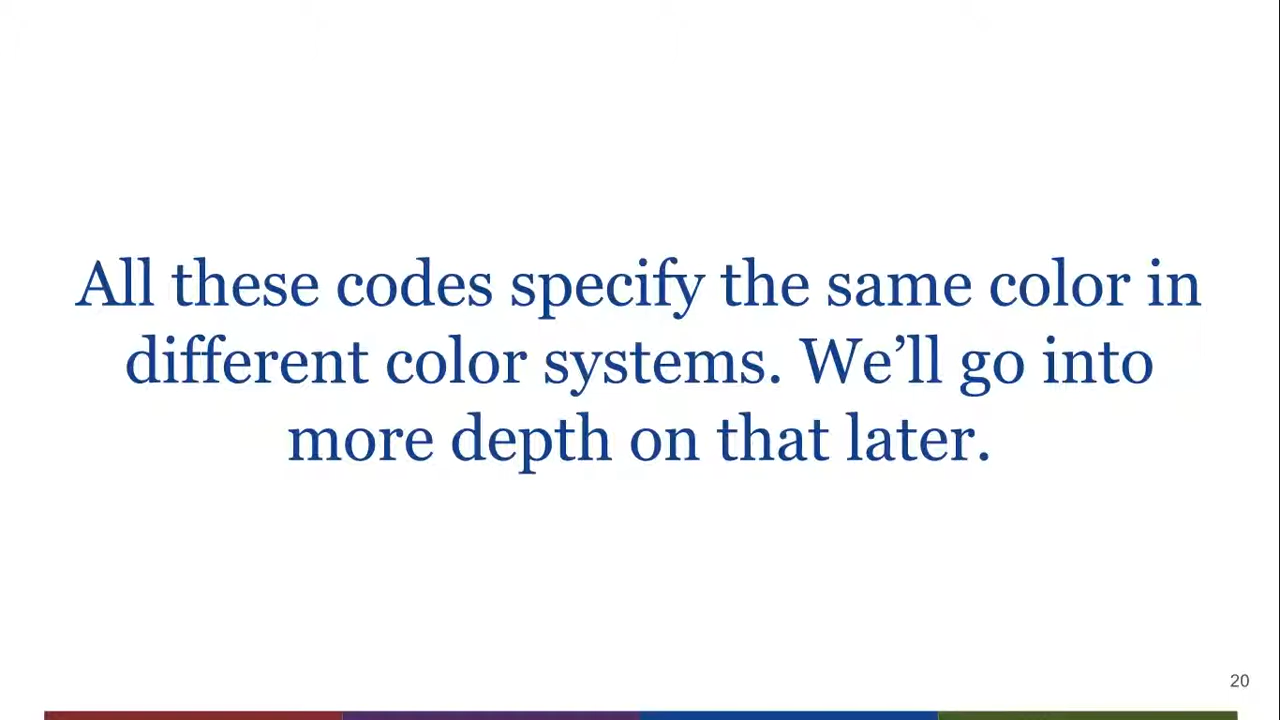 All these codes specify the same color in
different color systems. We’ll go into
more depth on that later.
20